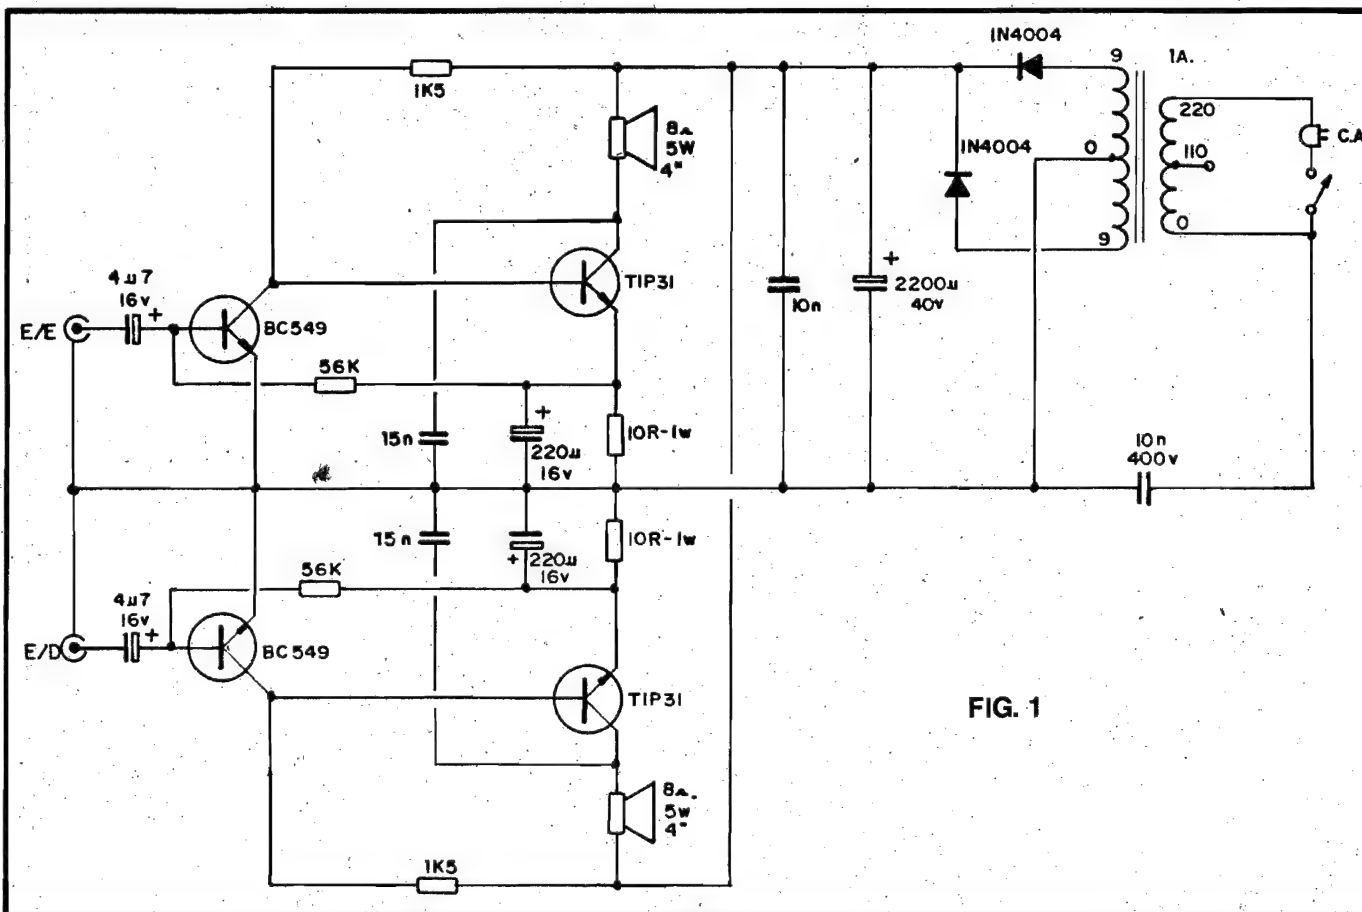 1N4004
9
1A.
1K5
220
8Ω
5W
4"
1N4004
0
110
C.A
9
0
TIP31
4µ7
16v
+
+
2200µ
40v
10n
E/E
BC549
56K
+
15n
220µ
16v
10R-1w
10n
400v
15n
10R-1w
+
220µ
16v
56K
4µ7
16v
+
E/D
BC549
TIP31
FIG. 1
8Ω.
5w
4"
1K5